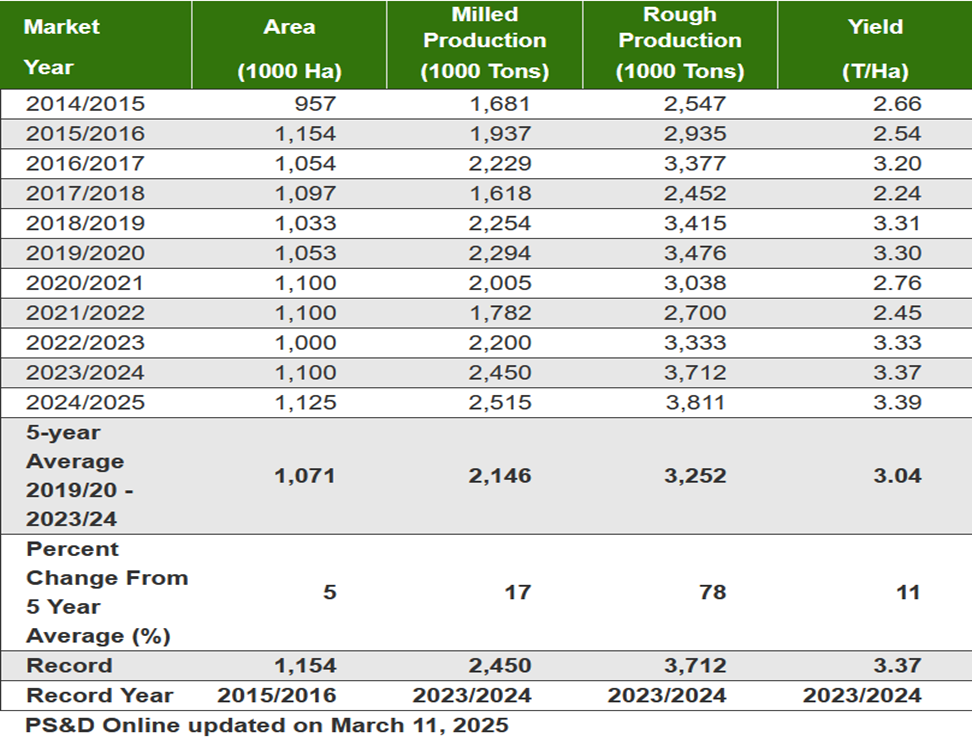 Market Year Area (1000 Ha) Milled Production (1000 Tons) Rough Production (1000 Tons) Yield (T/Ha)
2014/2015 957 1,681 2,547 2.66
2015/2016 1,154 1,937 2,935 2.54
2016/2017 1,054 2,229 3,377 3.20
2017/2018 1,097 1,618 2,452 2.24
2018/2019 1,033 2,254 3,415 3.31
2019/2020 1,053 2,294 3,476 3.30
2020/2021 1,100 2,005 3,038 2.76
2021/2022 1,100 1,782 2,700 2.45
2022/2023 1,000 2,200 3,333 3.33
2023/2024 1,100 2,450 3,712 3.37
2024/2025 1,125 2,515 3,811 3.39
5-year
Average
2019/20 -
2023/24
1,071 2,146 3,252 3.04
Percent
Change From
5 Year
Average (%)
5 17 78 11
Record 1,154 2,450 3,712 3.37
Record Year 2015/2016 2023/2024 2023/2024 2023/2024
PS&D Online updated on March 11, 2025